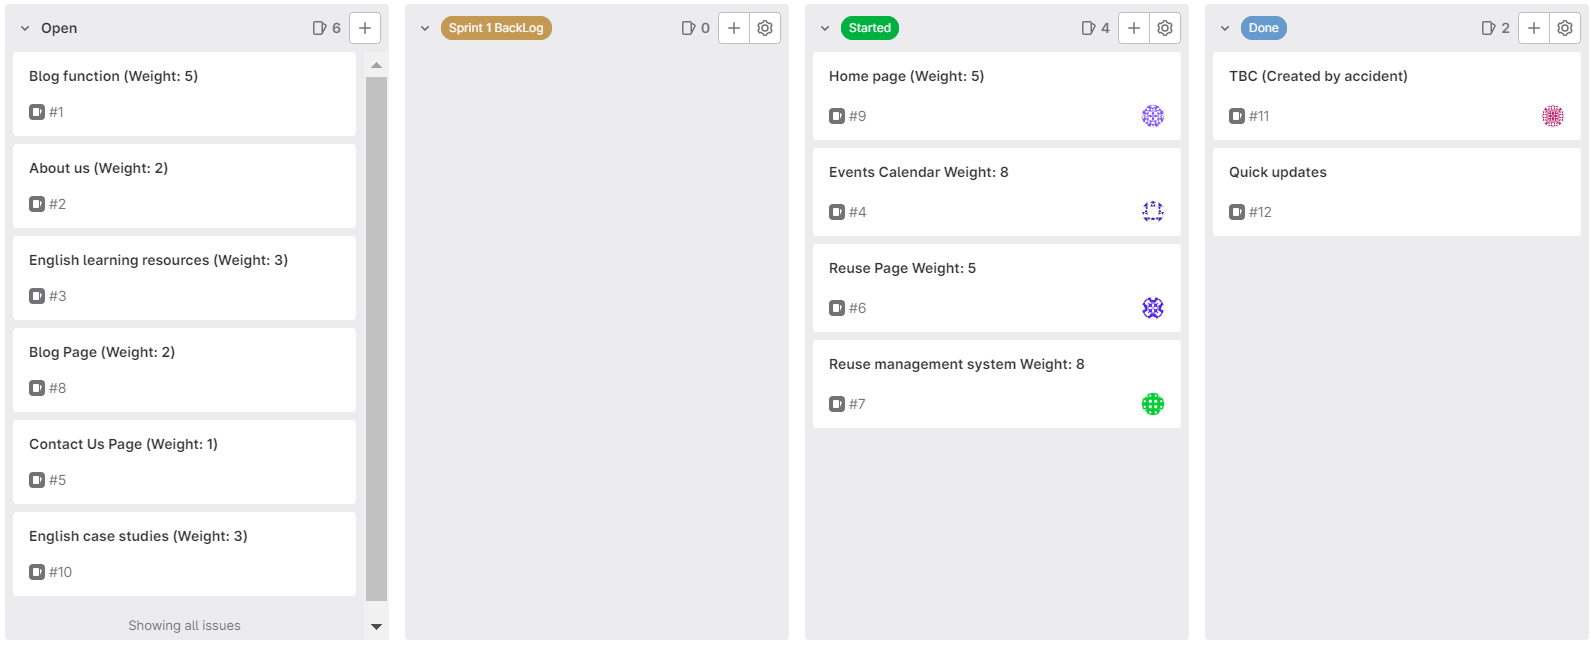 Open
6
Blog function (Weight: 5)
#1
About us (Weight: 2)
#2
English learning resources (Weight: 3)
#3
Blog Page (Weight: 2)
#8
Contact Us Page (Weight: 1)
#5
English case studies (Weight: 3)
#10
Showing all issues
Sprint 1 BackLog
0
Started
4
Home page (Weight: 5)
#9
Events Calendar Weight: 8
#4
Reuse Page Weight: 5
#6
Reuse management system Weight: 8
#7
Done
2
TBC (Created by accident)
#11
Quick updates
#12